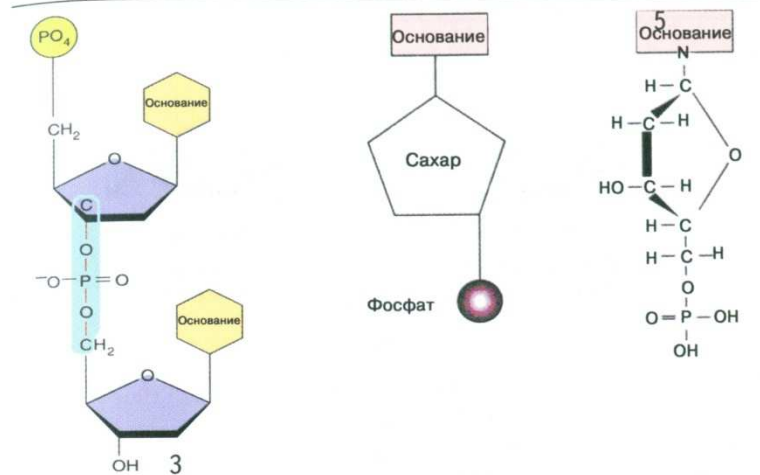 PO₄
Основание
CH₂
O
C
O
⁻O—P=O
O
CH₂
Основание
O
OH
3
Основание
Сахар
Фосфат
5
Основание
N
H—C
H—C—H
O
HO—C—H
H—C
H—C—H
O
O=P—OH
OH